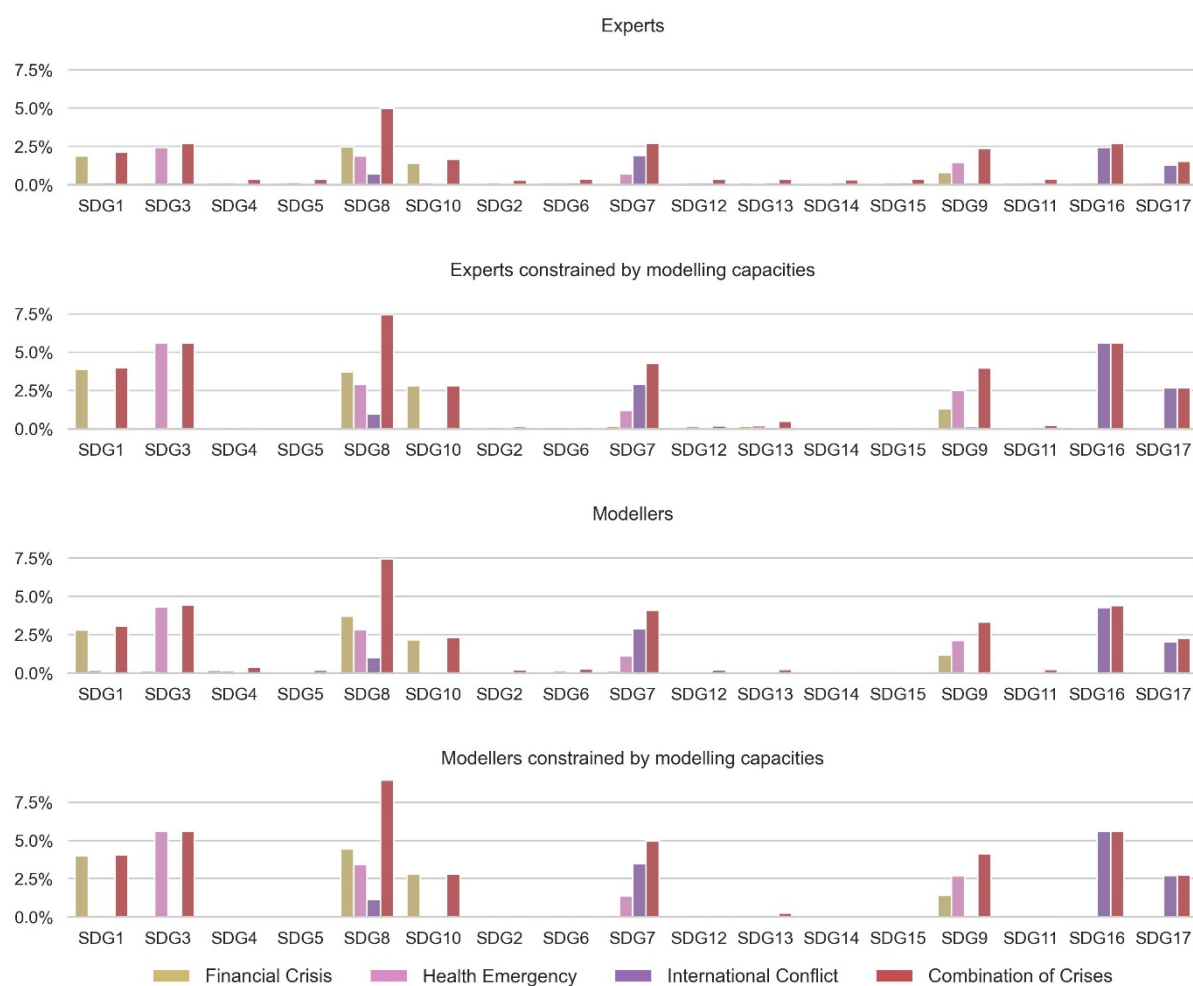 Experts
7.5%
5.0%
2.5%
0.0%
SDG1 SDG3 SDG4 SDG5 SDG8 SDG10 SDG2 SDG6 SDG7 SDG12 SDG13 SDG14 SDG15 SDG9 SDG11 SDG16 SDG17
Experts constrained by modelling capacities
7.5%
5.0%
2.5%
0.0%
SDG1 SDG3 SDG4 SDG5 SDG8 SDG10 SDG2 SDG6 SDG7 SDG12 SDG13 SDG14 SDG15 SDG9 SDG11 SDG16 SDG17
Modellers
7.5%
5.0%
2.5%
0.0%
SDG1 SDG3 SDG4 SDG5 SDG8 SDG10 SDG2 SDG6 SDG7 SDG12 SDG13 SDG14 SDG15 SDG9 SDG11 SDG16 SDG17
Modellers constrained by modelling capacities
7.5%
5.0%
2.5%
0.0%
SDG1 SDG3 SDG4 SDG5 SDG8 SDG10 SDG2 SDG6 SDG7 SDG12 SDG13 SDG14 SDG15 SDG9 SDG11 SDG16 SDG17
Financial Crisis Health Emergency International Conflict Combination of Crises